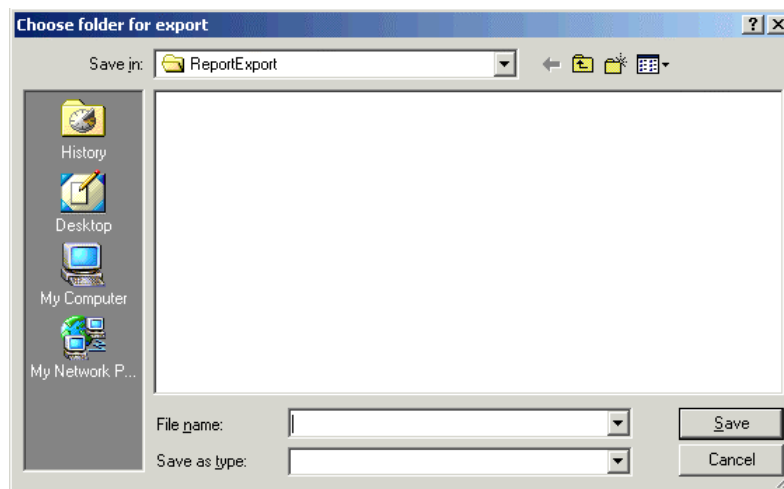 Choose folder for export
Save in:
ReportExport
History
Desktop
My Computer
My Network P...
File name:
Save
Save as type:
Cancel